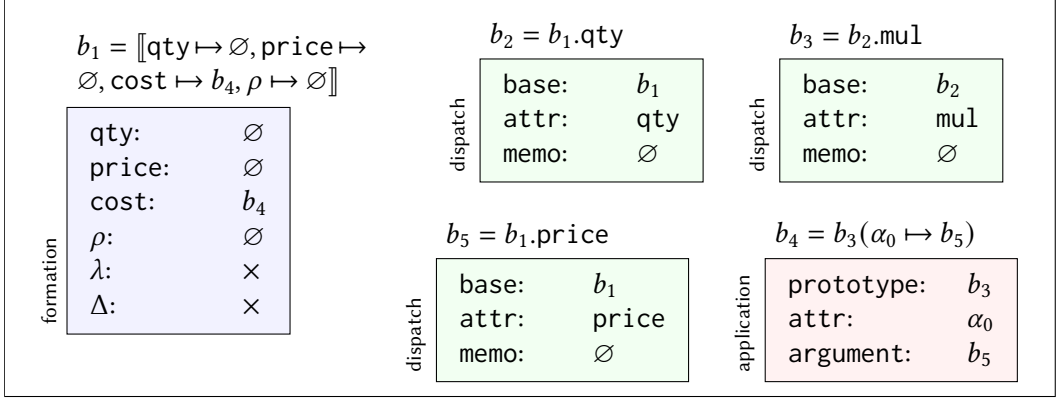 b₁ = ⟦qty ↦ ∅, price ↦
∅, cost ↦ b₄, ρ ↦ ∅⟧
formation
qty: ∅
price: ∅
cost: b₄
ρ: ∅
λ: ×
Δ: ×
b₂ = b₁.qty
dispatch
base: b₁
attr: qty
memo: ∅
b₃ = b₂.mul
dispatch
base: b₂
attr: mul
memo: ∅
b₅ = b₁.price
dispatch
base: b₁
attr: price
memo: ∅
b₄ = b₃(α₀ ↦ b₅)
application
prototype: b₃
attr: α₀
argument: b₅